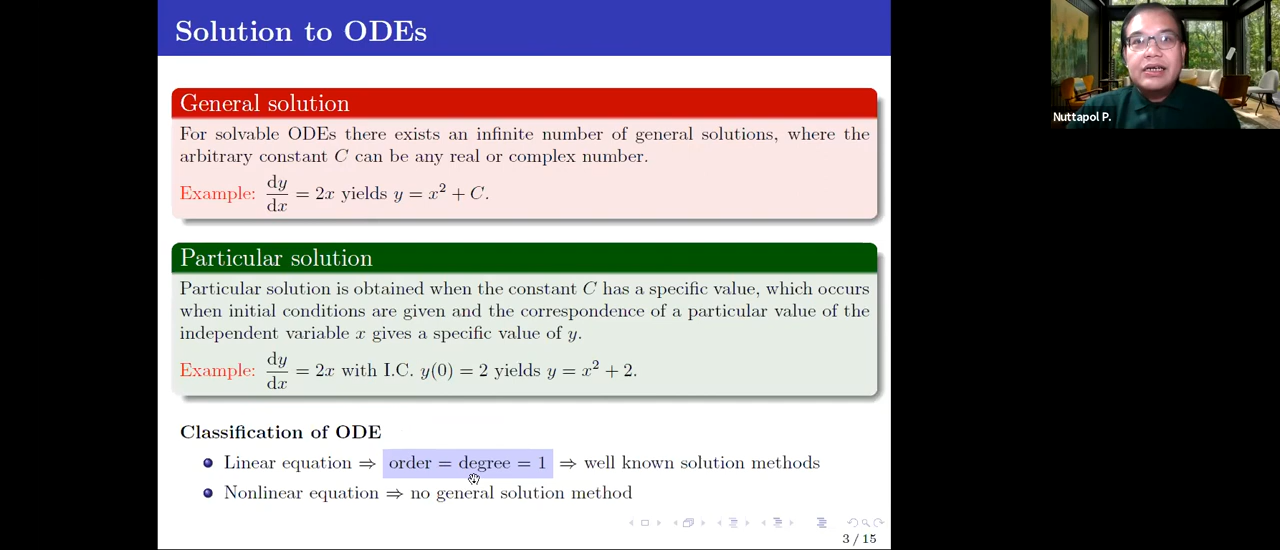 Solution to ODEs
General solution
For solvable ODEs there exists an infinite number of general solutions, where the
arbitrary constant C can be any real or complex number.
Example: dy/dx = 2x yields y = x² + C.
Particular solution
Particular solution is obtained when the constant C has a specific value, which occurs
when initial conditions are given and the correspondence of a particular value of the
independent variable x gives a specific value of y.
Example: dy/dx = 2x with I.C. y(0) = 2 yields y = x² + 2.
Classification of ODE
Linear equation ⇒ order = degree = 1 ⇒ well known solution methods
Nonlinear equation ⇒ no general solution method
3 / 15
Nuttapol P.